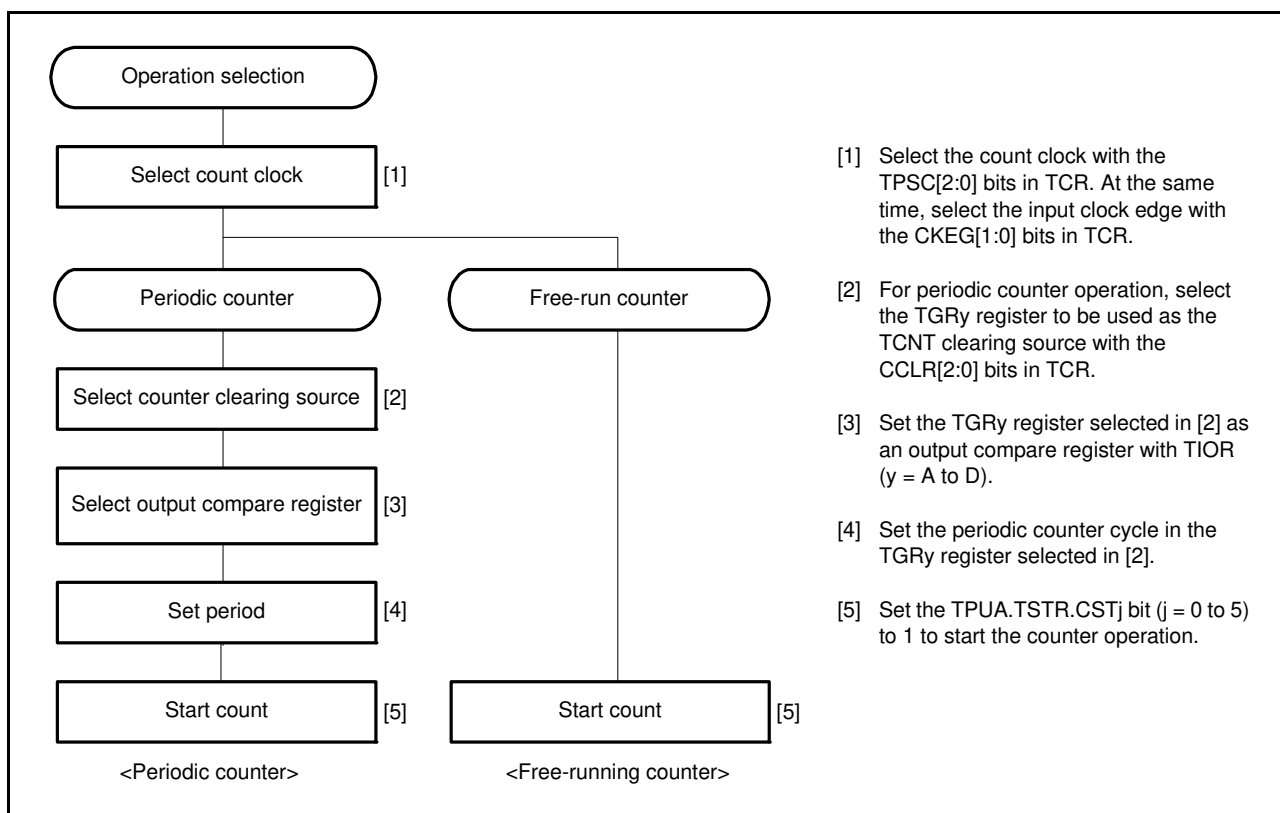 Operation selection
Select count clock [1]
Periodic counter
Free-run counter
Select counter clearing source [2]
Select output compare register [3]
Set period [4]
Start count [5]
Start count [5]
<Periodic counter>
<Free-running counter>
[1] Select the count clock with the
TPSC[2:0] bits in TCR. At the same
time, select the input clock edge with
the CKEG[1:0] bits in TCR.
[2] For periodic counter operation, select
the TGRy register to be used as the
TCNT clearing source with the
CCLR[2:0] bits in TCR.
[3] Set the TGRy register selected in [2] as
an output compare register with TIOR
(y = A to D).
[4] Set the periodic counter cycle in the
TGRy register selected in [2].
[5] Set the TPUA.TSTR.CSTj bit (j = 0 to 5)
to 1 to start the counter operation.